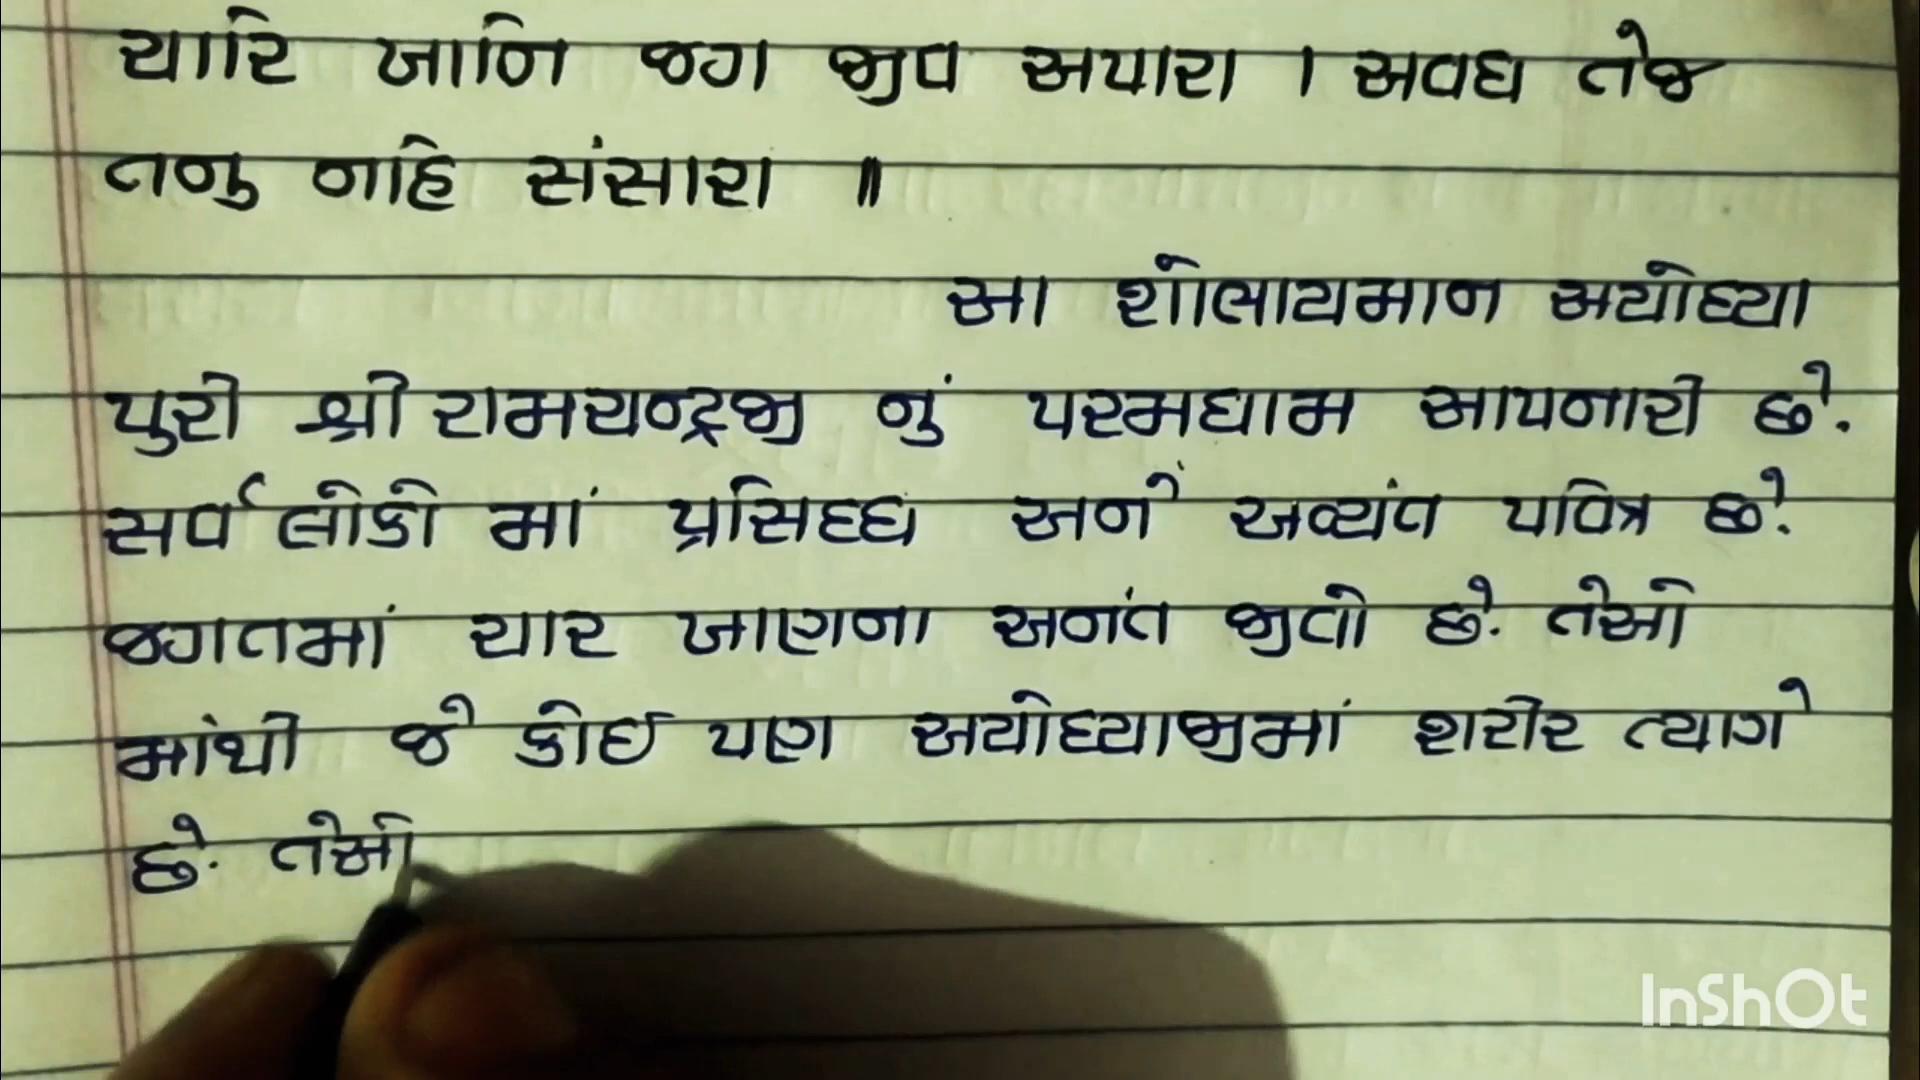 ચારિ ખાનિ જગ જીવ અપારા । અવધ તેજ
તનુ નહિ સંસારા ॥
આ શોભાયમાન અયોધ્યા
પુરી શ્રી રામચન્દ્રજી નું પરમધામ આપનારી છે.
સર્વ લોકો માં પ્રસિધ્ધ અને અત્યંત પવિત્ર છે.
જગતમાં ચાર ખાણના અનંત જીવો છે. તેઓ
માંથી જે કોઈ પણ અયોધ્યાજીમાં શરીર ત્યાગે
છે. તેઓ
InShOt